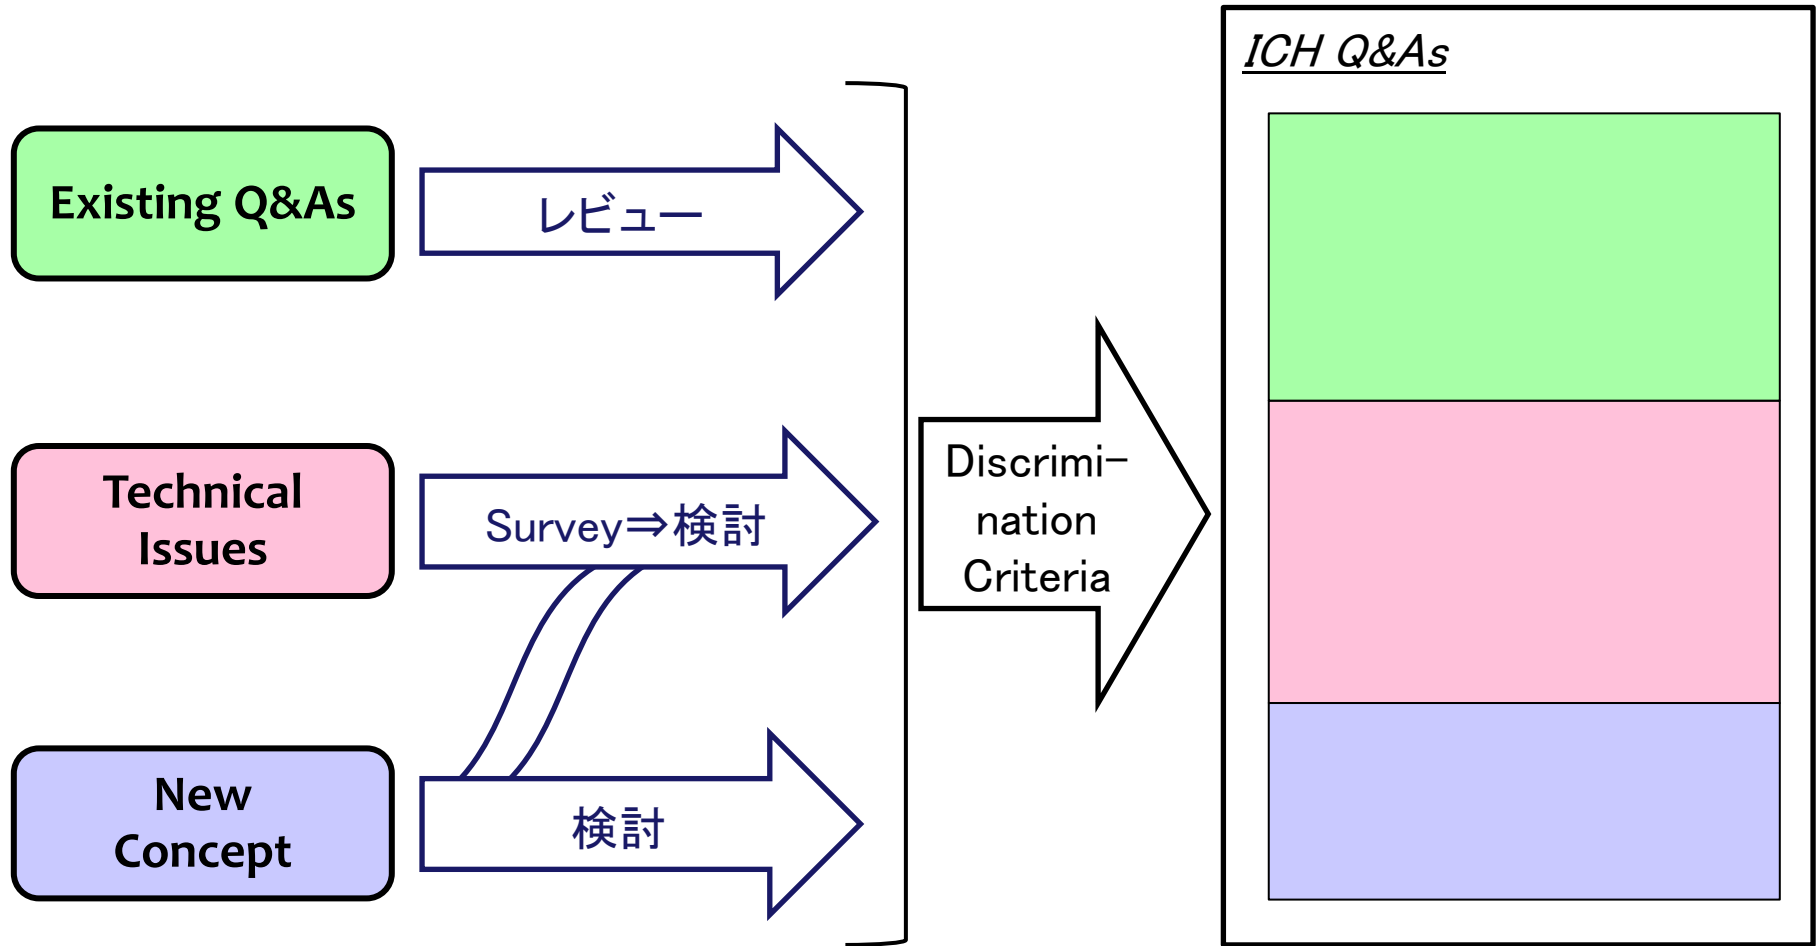 ICH Q&As
Existing Q&As
レビュー
Technical
Issues
Survey⇒検討
Discrimi-
nation
Criteria
New
Concept
検討